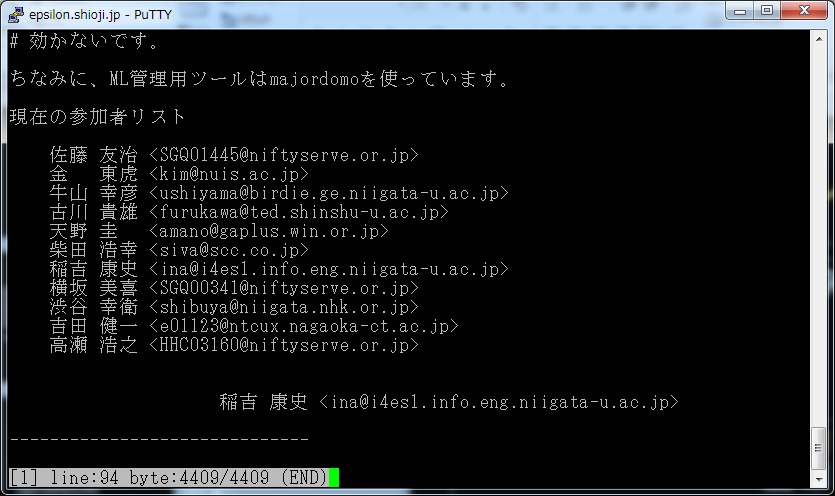 epsilon.shioji.jp - PuTTY
# 効かないです。
ちなみに、ML管理用ツールはmajordomoを使っています。
現在の参加者リスト
佐藤 友治 <SGQ01445@niftyserve.or.jp>
金　 東虎 <kim@nuis.ac.jp>
牛山 幸彦 <ushiyama@birdie.ge.niigata-u.ac.jp>
古川 貴雄 <furukawa@ted.shinshu-u.ac.jp>
天野 圭　 <amano@gaplus.win.or.jp>
柴田 浩幸 <siva@scc.co.jp>
稲吉 康史 <ina@i4es1.info.eng.niigata-u.ac.jp>
横坂 美喜 <SGQ00341@niftyserve.or.jp>
渋谷 幸衛 <shibuya@niigata.nhk.or.jp>
吉田 健一 <e01123@ntcux.nagaoka-ct.ac.jp>
高瀬 浩之 <HHC03160@niftyserve.or.jp>
稲吉 康史 <ina@i4es1.info.eng.niigata-u.ac.jp>
------------------------------
[1] line:94 byte:4409/4409 (END)